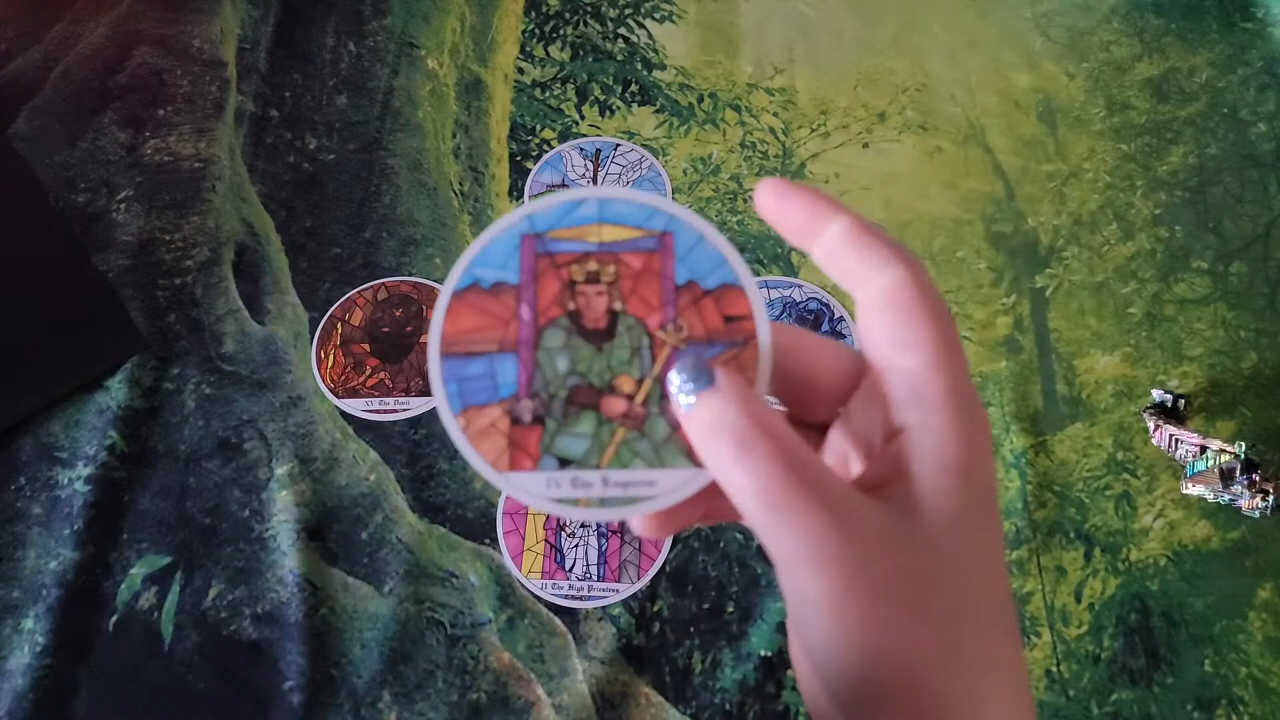 XV The Devil
IV The Emperor
II The High Priestess